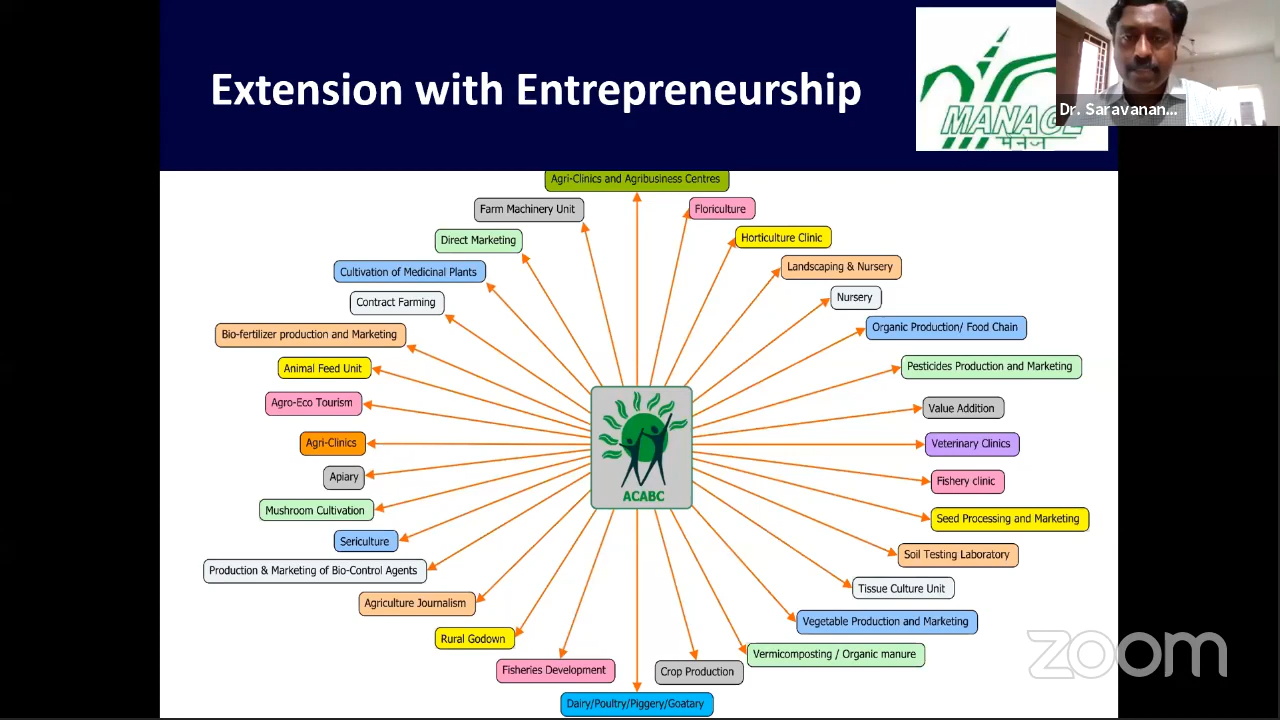 Extension with Entrepreneurship
MANAGE
Dr. Saravanan...
Agri-Clinics and Agribusiness Centres
Farm Machinery Unit
Floriculture
Direct Marketing
Horticulture Clinic
Cultivation of Medicinal Plants
Landscaping & Nursery
Contract Farming
Nursery
Bio-fertilizer production and Marketing
Organic Production/ Food Chain
Animal Feed Unit
Pesticides Production and Marketing
Agro-Eco Tourism
Value Addition
Agri-Clinics
Veterinary Clinics
Apiary
Fishery clinic
ACABC
Mushroom Cultivation
Seed Processing and Marketing
Sericulture
Soil Testing Laboratory
Production & Marketing of Bio-Control Agents
Tissue Culture Unit
Agriculture Journalism
Vegetable Production and Marketing
Rural Godown
Vermicomposting / Organic manure
Fisheries Development
Crop Production
Dairy/Poultry/Piggery/Goatary
zoom